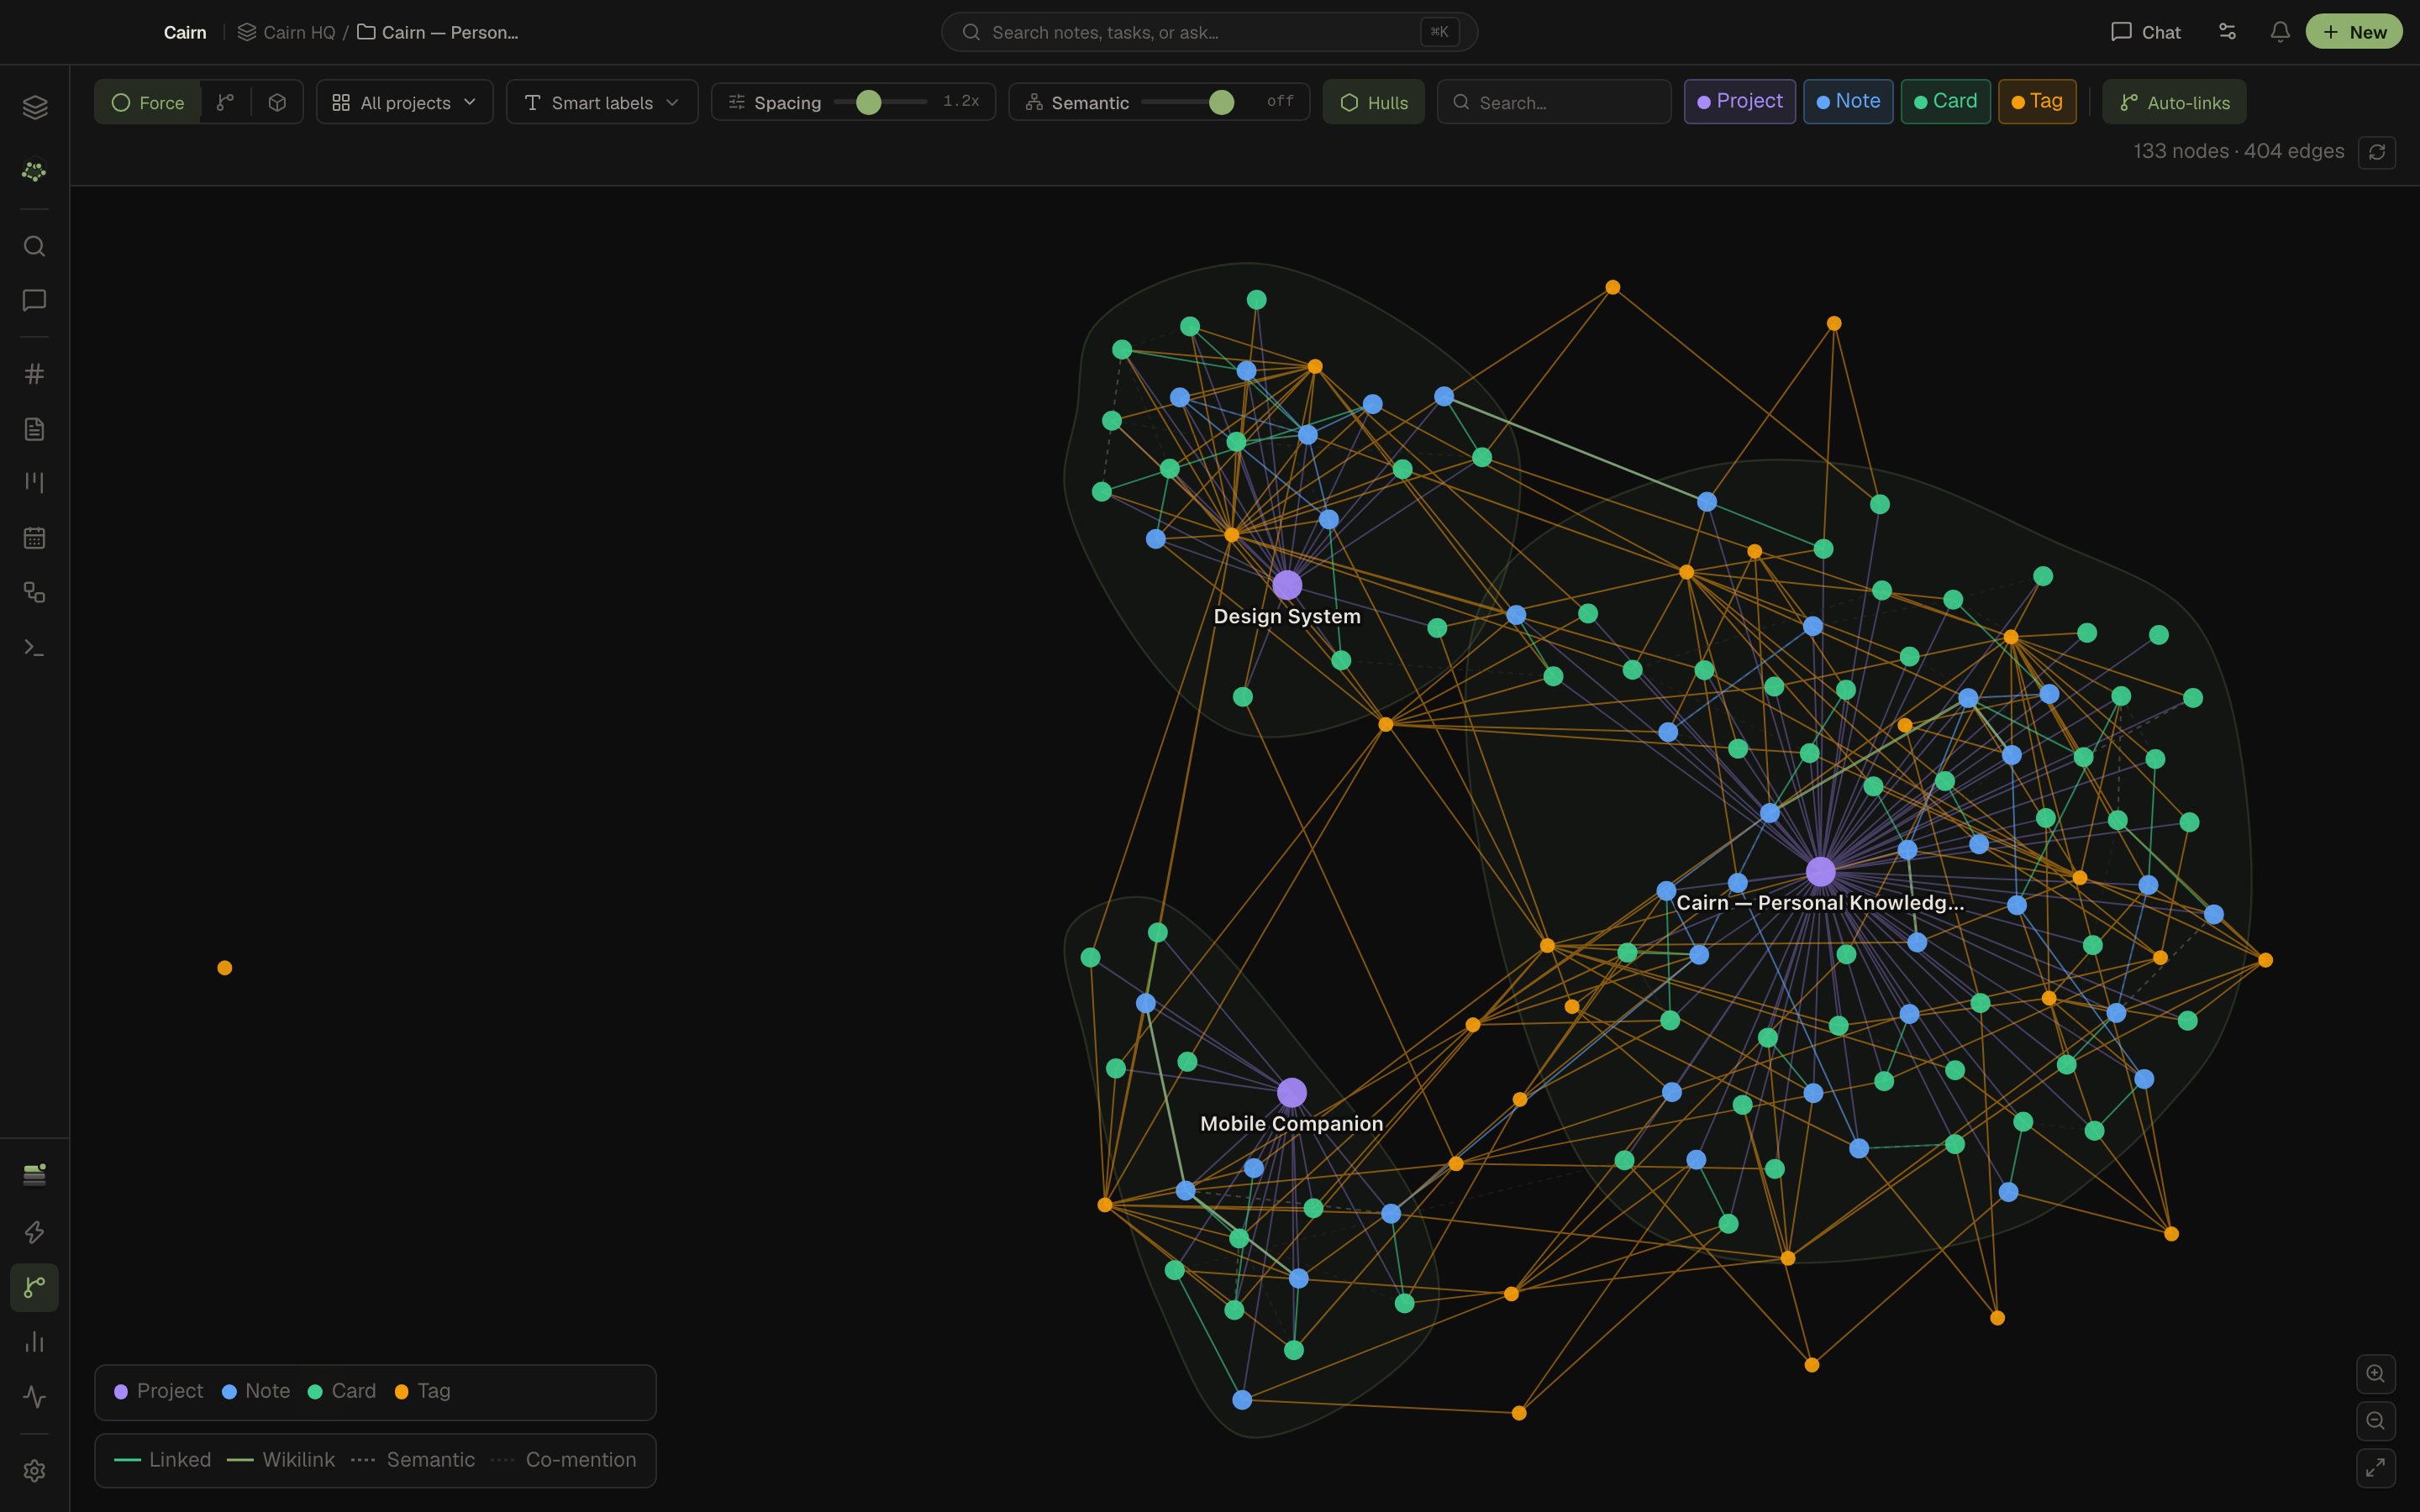 Cairn
Cairn HQ / Cairn — Person...
Search notes, tasks, or ask... ⌘K
Chat
New
Force
All projects
Smart labels
Spacing 1.2x
Semantic off
Hulls
Search...
Project
Note
Card
Tag
Auto-links
133 nodes · 404 edges
Design System
Cairn — Personal Knowledg...
Mobile Companion
Project Note Card Tag
Linked Wikilink Semantic Co-mention